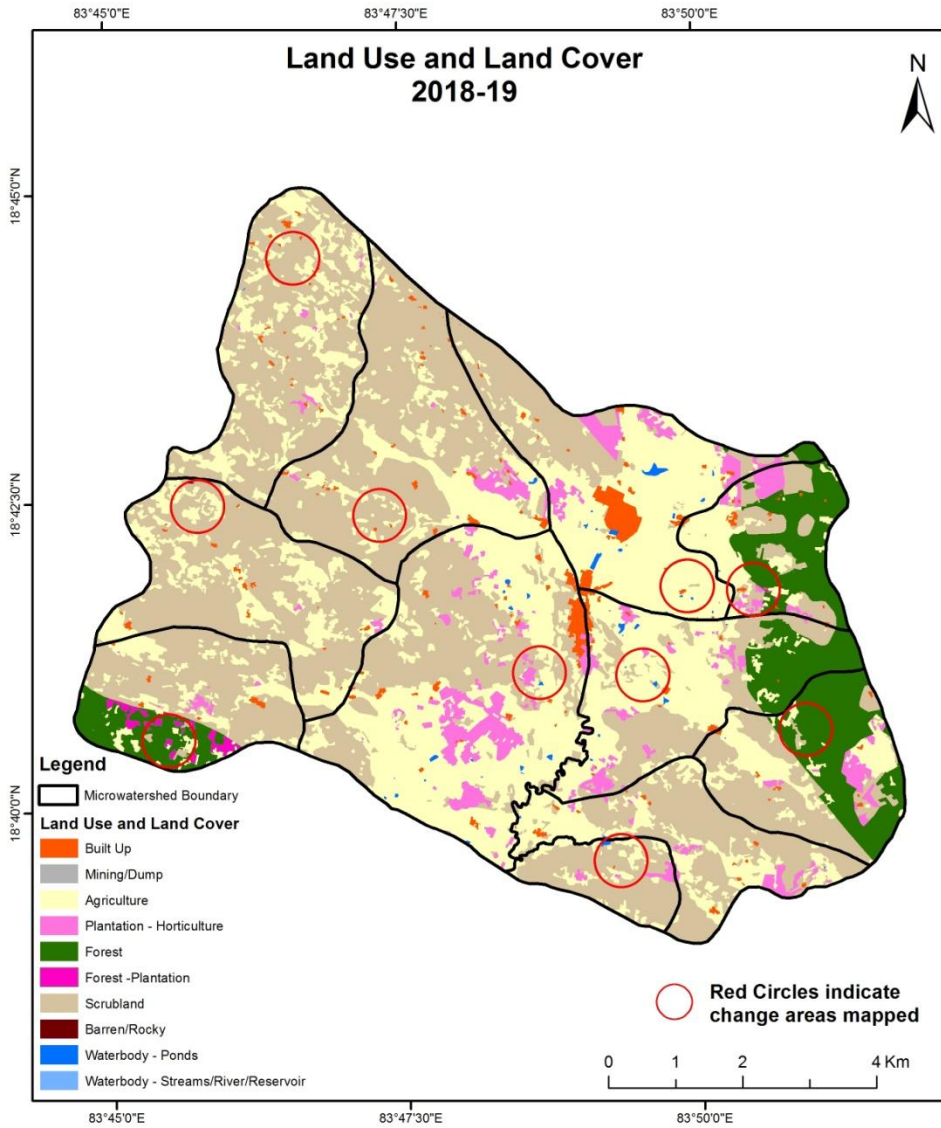 83°45'0"E
83°47'30"E
83°50'0"E
Land Use and Land Cover
2018-19
N
18°45'0"N
18°42'30"N
18°40'0"N
Legend
Microwatershed Boundary
Land Use and Land Cover
Built Up
Mining/Dump
Agriculture
Plantation - Horticulture
Forest
Forest -Plantation
Scrubland
Barren/Rocky
Waterbody - Ponds
Waterbody - Streams/River/Reservoir
Red Circles indicate
change areas mapped
0 1 2 4 Km
83°45'0"E
83°47'30"E
83°50'0"E